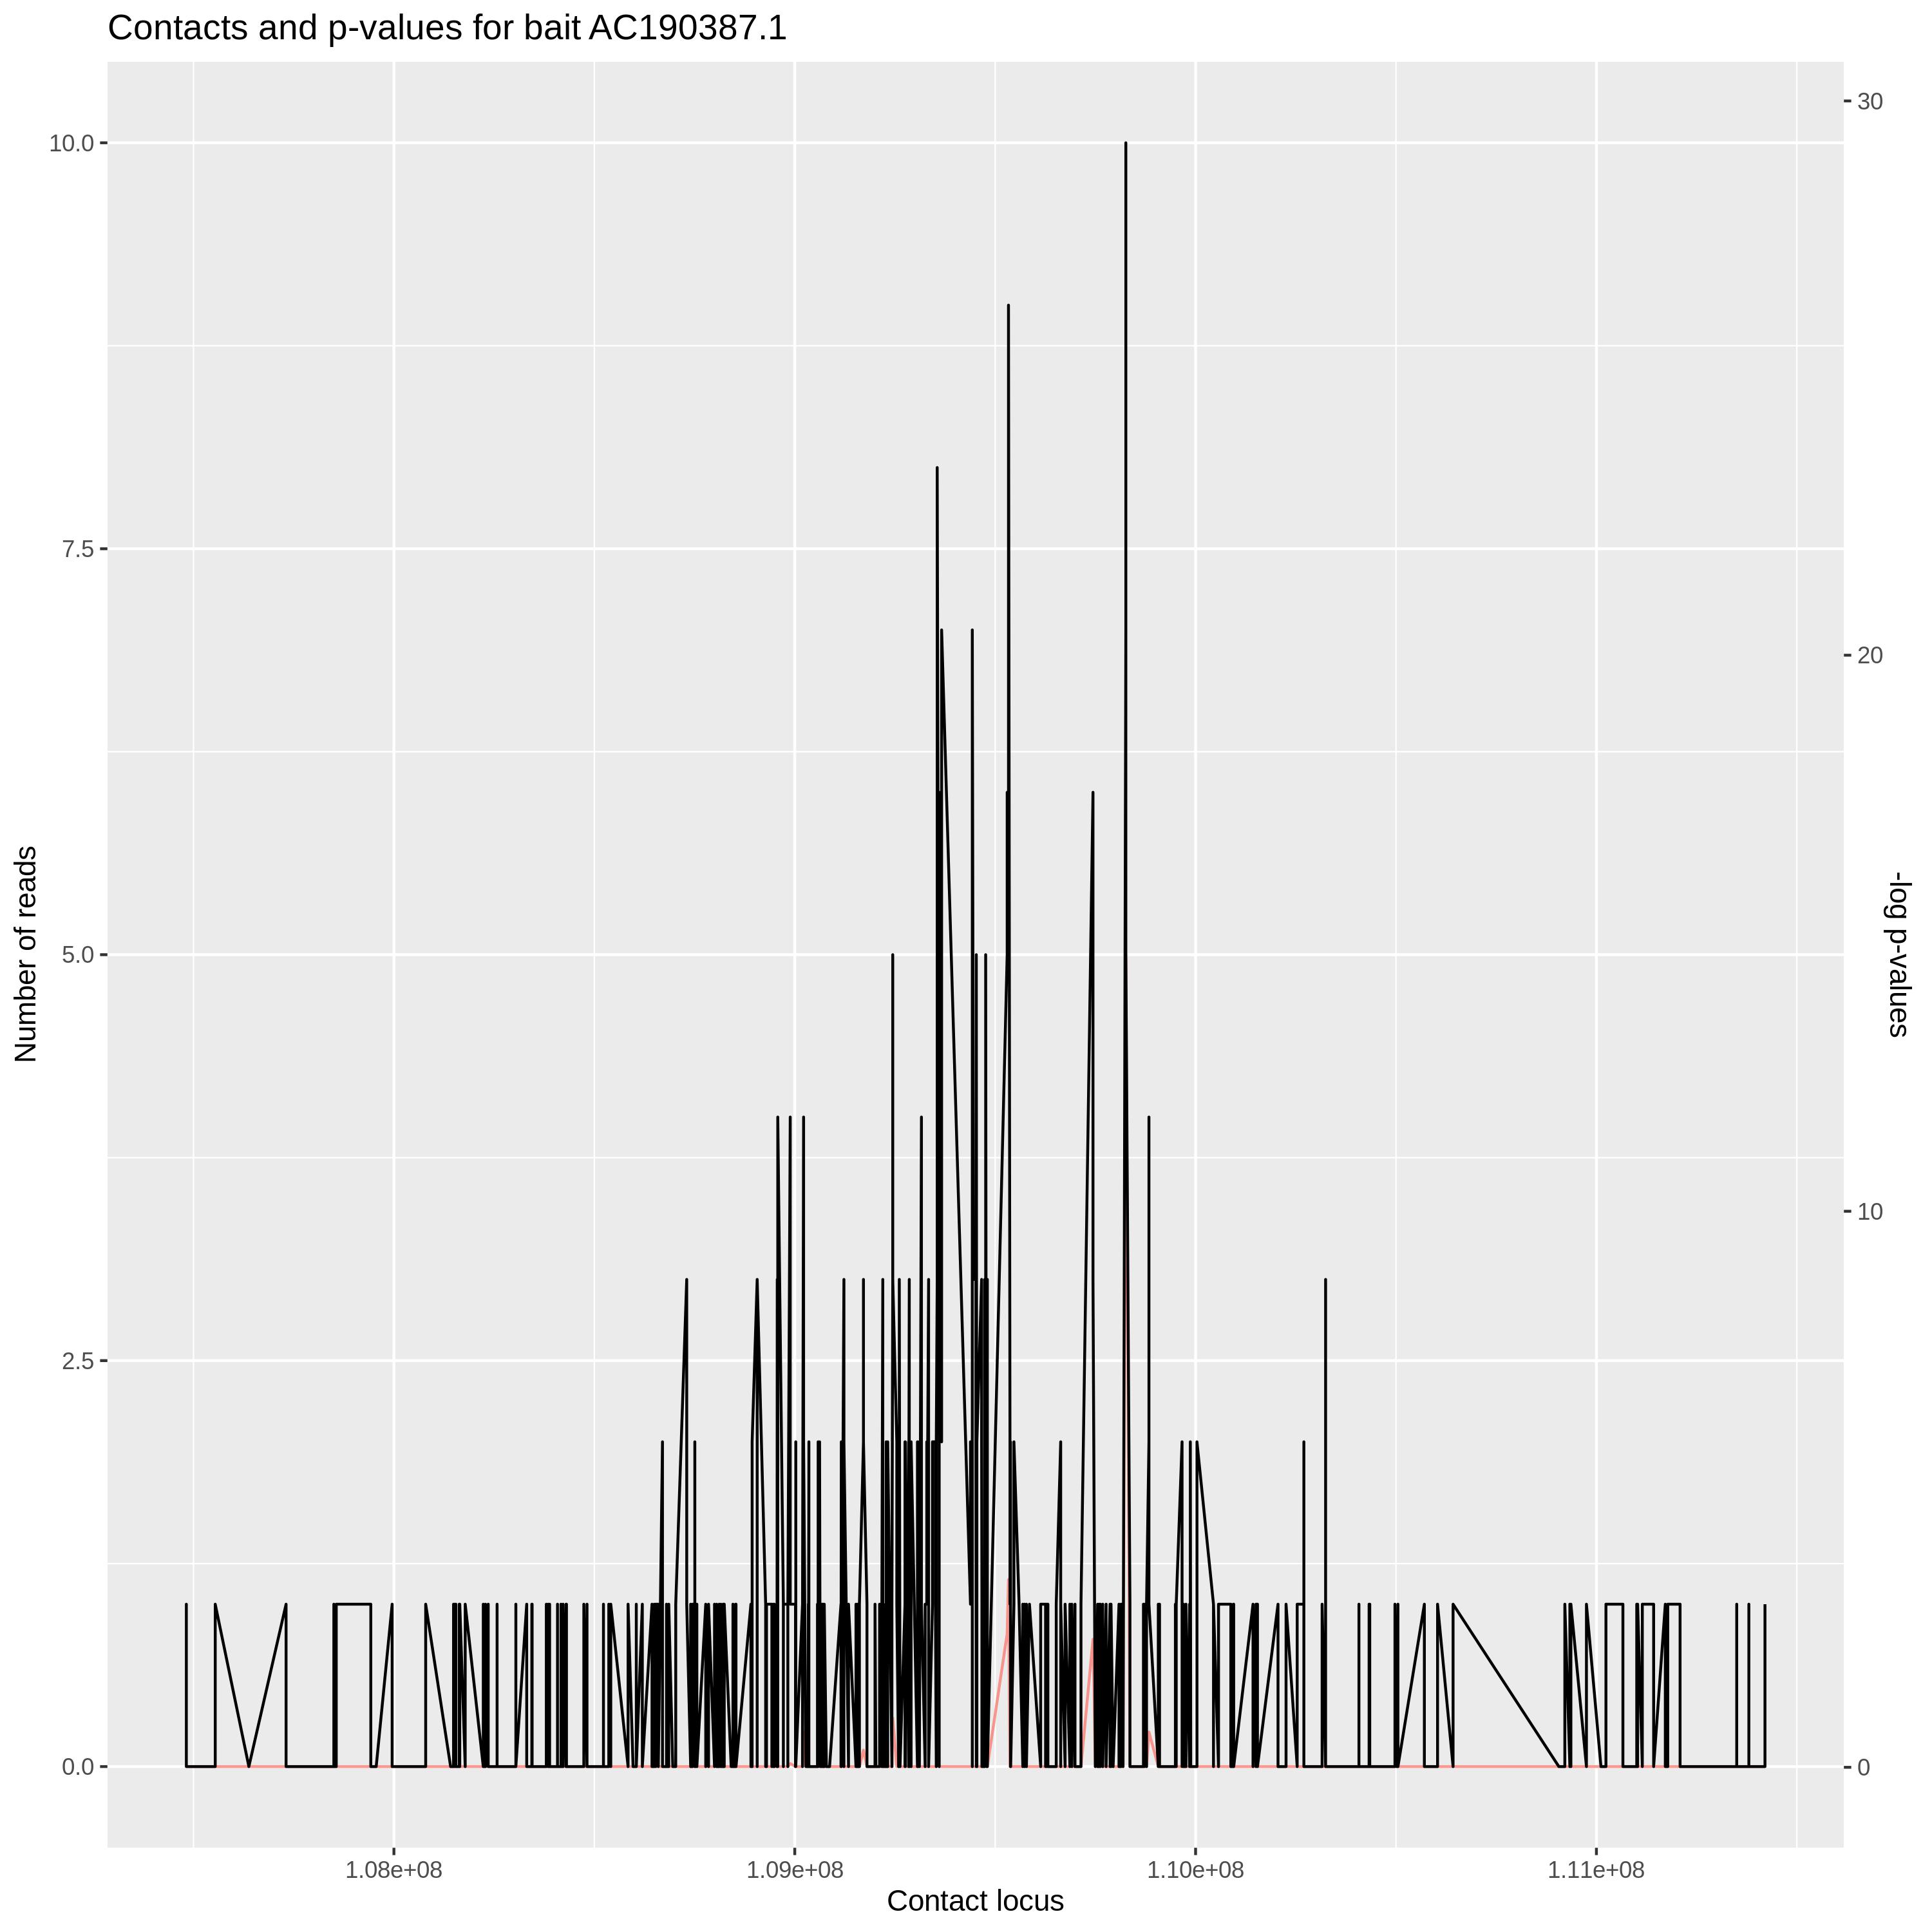 Contacts and p-values for bait AC190387.1
30
10.0
7.5
20
5.0
Number of reads
-log p-values
10
2.5
0.0
0
1.08e+08 1.09e+08 1.10e+08 1.11e+08
Contact locus